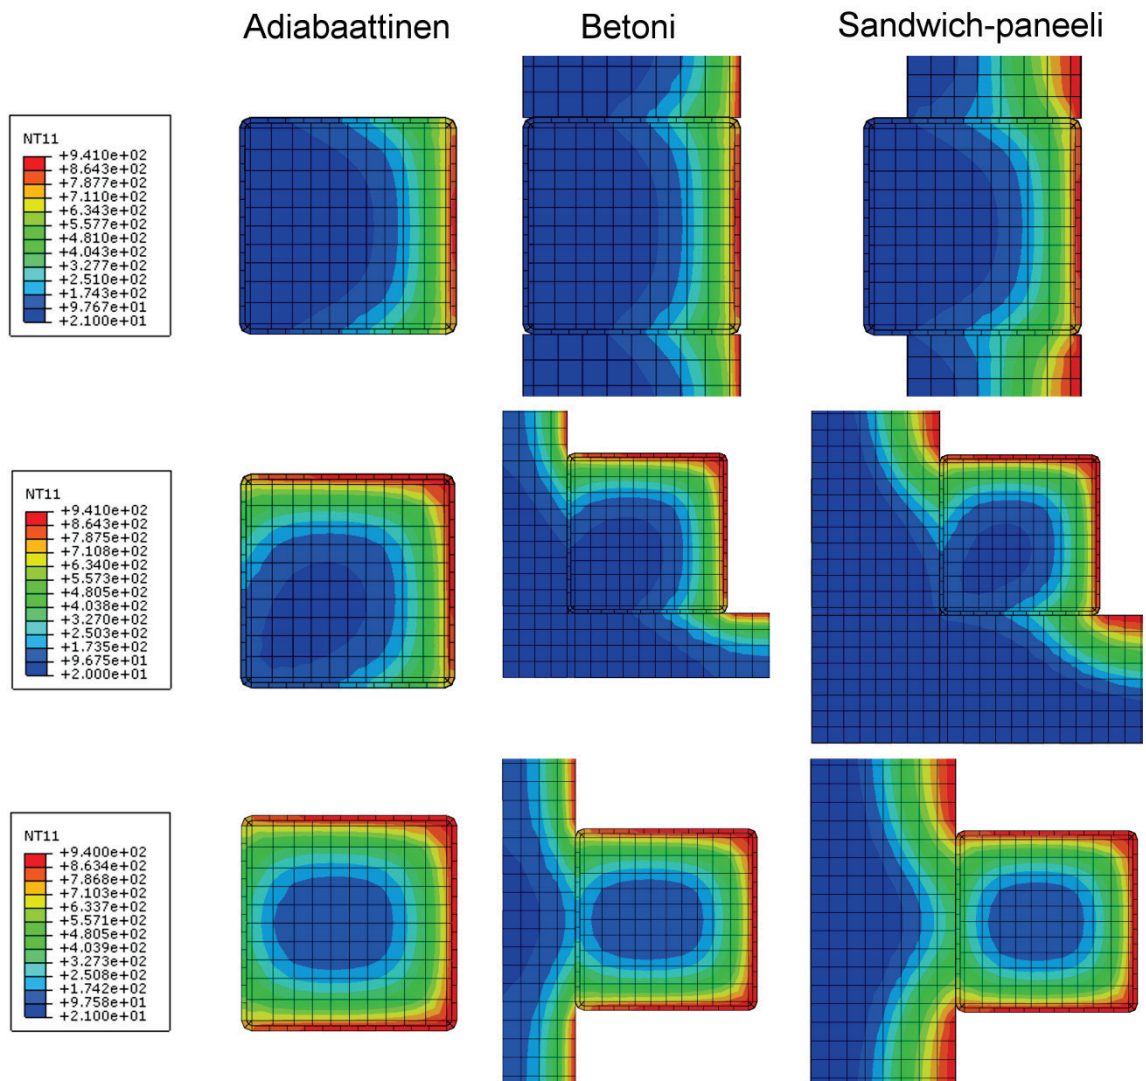 Adiabaattinen
Betoni
Sandwich-paneeli
NT11
+9.410e+02
+8.643e+02
+7.877e+02
+7.110e+02
+6.343e+02
+5.577e+02
+4.810e+02
+4.043e+02
+3.277e+02
+2.510e+02
+1.743e+02
+9.767e+01
+2.100e+01
NT11
+9.410e+02
+8.643e+02
+7.875e+02
+7.108e+02
+6.340e+02
+5.573e+02
+4.805e+02
+4.038e+02
+3.270e+02
+2.503e+02
+1.735e+02
+9.675e+01
+2.000e+01
NT11
+9.400e+02
+8.634e+02
+7.868e+02
+7.103e+02
+6.337e+02
+5.571e+02
+4.805e+02
+4.039e+02
+3.273e+02
+2.508e+02
+1.742e+02
+9.758e+01
+2.100e+01